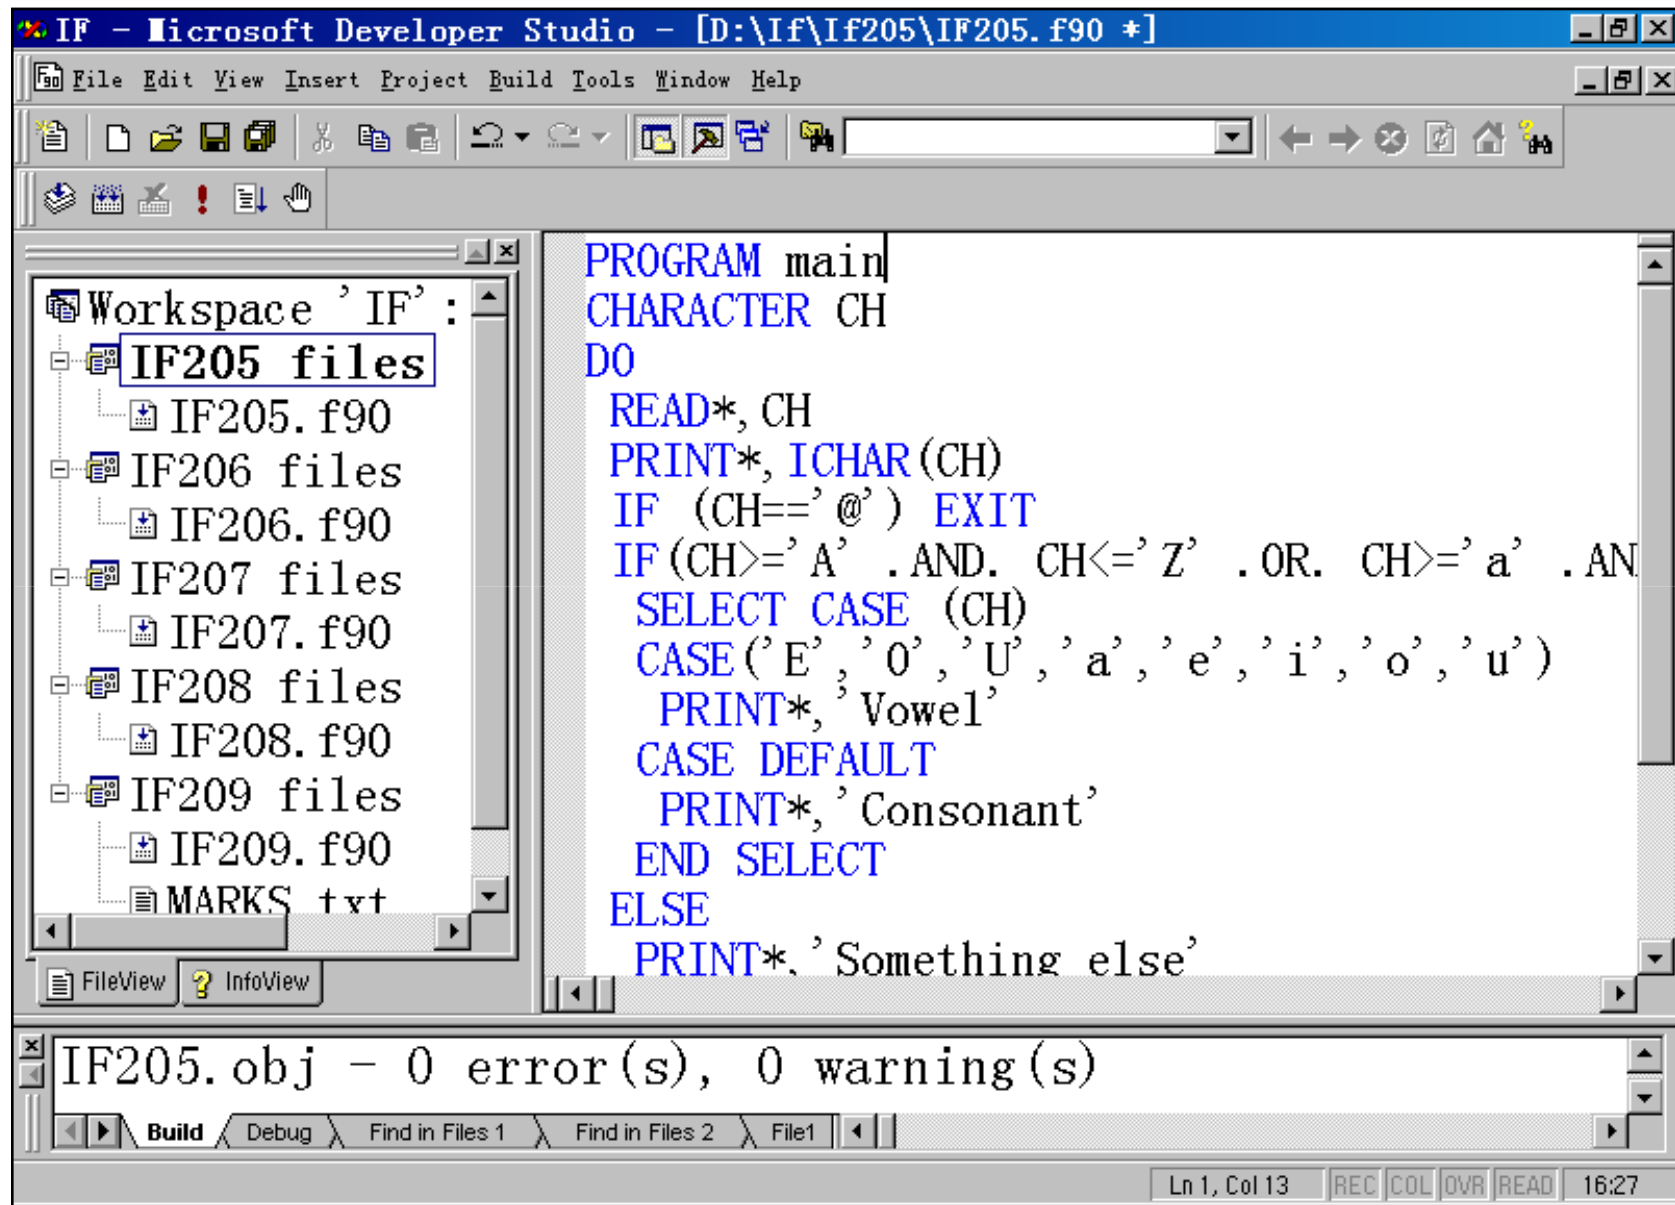 IF - Microsoft Developer Studio - [D:\If\If205\IF205.f90 *]
File Edit View Insert Project Build Tools Window Help
Workspace 'IF':
IF205 files
IF205.f90
IF206 files
IF206.f90
IF207 files
IF207.f90
IF208 files
IF208.f90
IF209 files
IF209.f90
MARKS.txt
FileView InfoView
PROGRAM main
CHARACTER CH
DO
READ*,CH
PRINT*,ICHAR(CH)
IF (CH=='@') EXIT
IF(CH>='A' .AND. CH<='Z' .OR. CH>='a' .AN
SELECT CASE (CH)
CASE('E','O','U','a','e','i','o','u')
PRINT*,'Vowel'
CASE DEFAULT
PRINT*,'Consonant'
END SELECT
ELSE
PRINT*,'Something else'
IF205.obj - 0 error(s), 0 warning(s)
Build Debug Find in Files 1 Find in Files 2 File1
Ln 1, Col 13 REC COL OVR READ 16:27